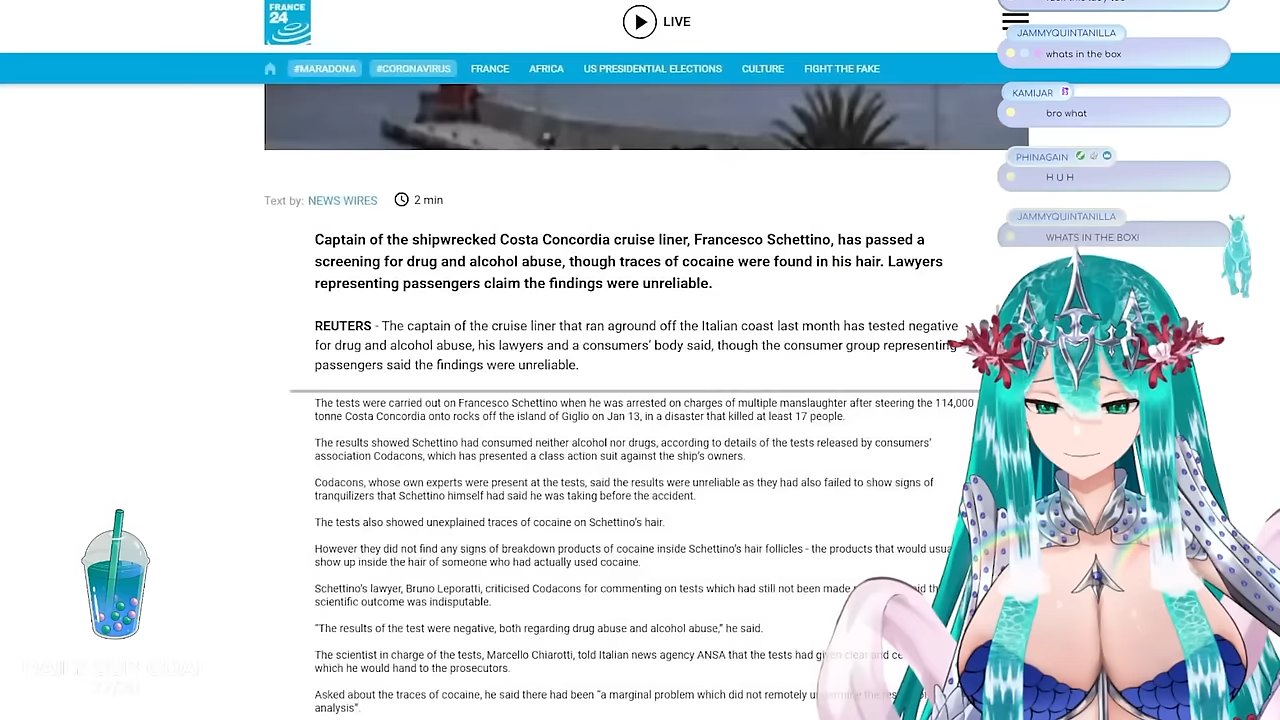 FRANCE
24
LIVE
#MARADONA #CORONAVIRUS FRANCE AFRICA US PRESIDENTIAL ELECTIONS CULTURE FIGHT THE FAKE
JAMMYQUINTANILLA
whats in the box
KAMIJAR
bro what
PHINAGAIN
H U H
JAMMYQUINTANILLA
WHATS IN THE BOX!
Text by: NEWS WIRES 2 min
Captain of the shipwrecked Costa Concordia cruise liner, Francesco Schettino, has passed a
screening for drug and alcohol abuse, though traces of cocaine were found in his hair. Lawyers
representing passengers claim the findings were unreliable.
REUTERS - The captain of the cruise liner that ran aground off the Italian coast last month has tested negative
for drug and alcohol abuse, his lawyers and a consumers' body said, though the consumer group representing
passengers said the findings were unreliable.
The tests were carried out on Francesco Schettino when he was arrested on charges of multiple manslaughter after steering the 114,000
tonne Costa Concordia onto rocks off the island of Giglio on Jan 13, in a disaster that killed at least 17 people.
The results showed Schettino had consumed neither alcohol nor drugs, according to details of the tests released by consumers'
association Codacons, which has presented a class action suit against the ship's owners.
Codacons, whose own experts were present at the tests, said the results were unreliable as they had also failed to show signs of
tranquilizers that Schettino himself had said he was taking before the accident.
The tests also showed unexplained traces of cocaine on Schettino's hair.
However they did not find any signs of breakdown products of cocaine inside Schettino's hair follicles - the products that would
show up inside the hair of someone who had actually used cocaine.
Schettino's lawyer, Bruno Leporatti, criticised Codacons for commenting on tests which had still not been made
scientific outcome was indisputable.
"The results of the test were negative, both regarding drug abuse and alcohol abuse," he said.
The scientist in charge of the tests, Marcello Chiarotti, told Italian news agency ANSA that the tests had given clear and
which he would hand to the prosecutors.
Asked about the traces of cocaine, he said there had been "a marginal problem which did not remotely
analysis".